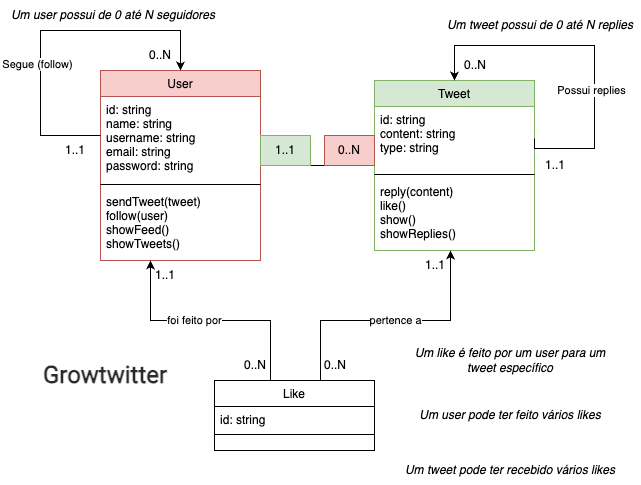 Um user possui de 0 até N seguidores
Um tweet possui de 0 até N replies
Segue (follow)
0..N
0..N
User
Tweet
Possui replies
id: string
name: string
username: string
email: string
password: string
id: string
content: string
type: string
1..1
1..1
0..N
1..1
sendTweet(tweet)
follow(user)
showFeed()
showTweets()
reply(content)
like()
show()
showReplies()
1..1
1..1
foi feito por
pertence a
0..N
0..N
Um like é feito por um user para um
tweet específico
Growtwitter
Like
id: string
Um user pode ter feito vários likes
Um tweet pode ter recebido vários likes